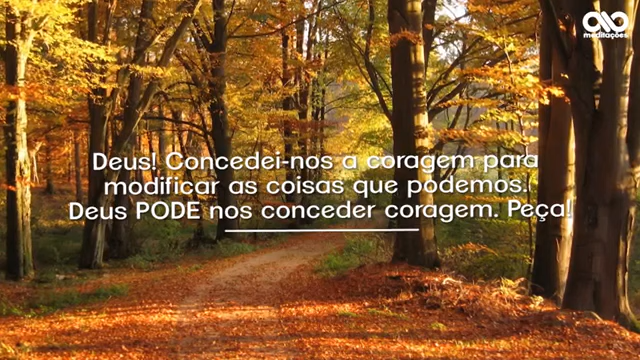 meditações
Deus! Concedei-nos a coragem para
modificar as coisas que podemos.
Deus PODE nos conceder coragem. Peça!